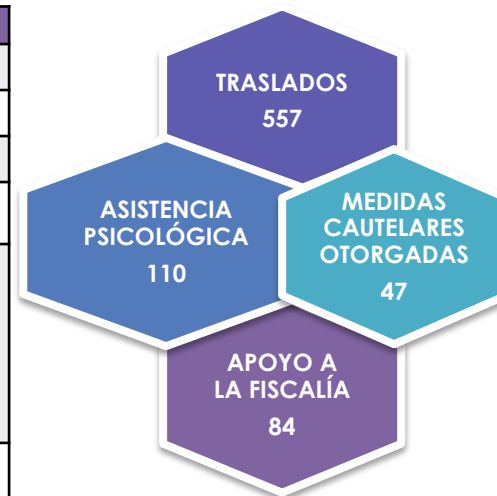 TRASLADOS
557
ASISTENCIA
PSICOLÓGICA
110
MEDIDAS
CAUTELARES
OTORGADAS
47
APOYO A
LA FISCALÍA
84